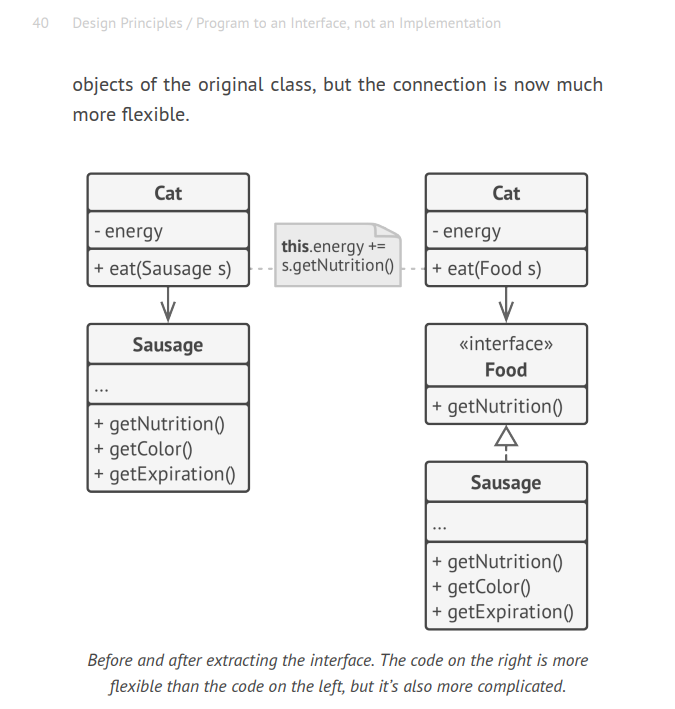 40 Design Principles / Program to an Interface, not an Implementation
objects of the original class, but the connection is now much
more flexible.
Cat
- energy
+ eat(Sausage s)
Sausage
...
+ getNutrition()
+ getColor()
+ getExpiration()
this.energy +=
s.getNutrition()
Cat
- energy
+ eat(Food s)
«interface»
Food
+ getNutrition()
Sausage
...
+ getNutrition()
+ getColor()
+ getExpiration()
Before and after extracting the interface. The code on the right is more
flexible than the code on the left, but it’s also more complicated.